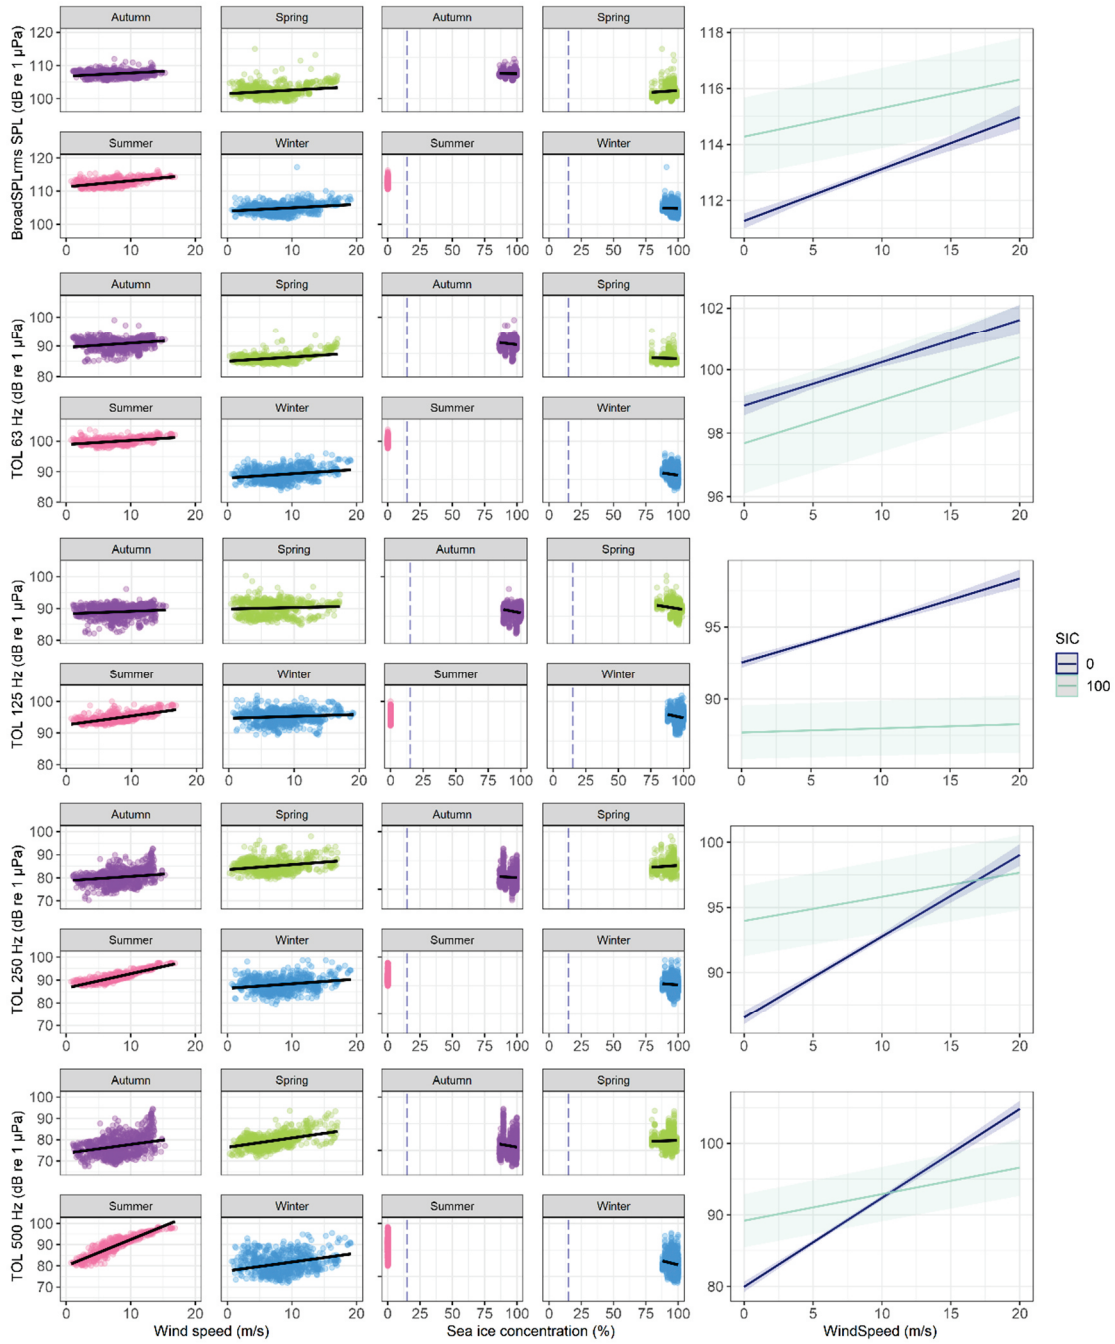 Autumn Spring Autumn Spring
120
110
100
BroadSPLrms SPL (dB re 1 µPa)
Summer Winter Summer Winter
120
110
100
0 10 20 0 10 20 0 25 50 75 100 0 25 50 75 100
118
116
114
112
0 5 10 15 20
Autumn Spring Autumn Spring
100
90
80
TOL 63 Hz (dB re 1 µPa)
Summer Winter Summer Winter
100
90
80
0 10 20 0 10 20 0 25 50 75 100 0 25 50 75 100
102
100
98
96
0 5 10 15 20
Autumn Spring Autumn Spring
100
90
80
TOL 125 Hz (dB re 1 µPa)
Summer Winter Summer Winter
100
90
80
0 10 20 0 10 20 0 25 50 75 100 0 25 50 75 100
95
90
0 5 10 15 20
SIC
0
100
Autumn Spring Autumn Spring
100
90
80
70
TOL 250 Hz (dB re 1 µPa)
Summer Winter Summer Winter
100
90
80
70
0 10 20 0 10 20 0 25 50 75 100 0 25 50 75 100
100
95
90
0 5 10 15 20
Autumn Spring Autumn Spring
100
90
80
70
TOL 500 Hz (dB re 1 µPa)
Summer Winter Summer Winter
100
90
80
70
0 10 20 0 10 20 0 25 50 75 100 0 25 50 75 100
100
90
80
0 5 10 15 20
Wind speed (m/s) Sea ice concentration (%) WindSpeed (m/s)